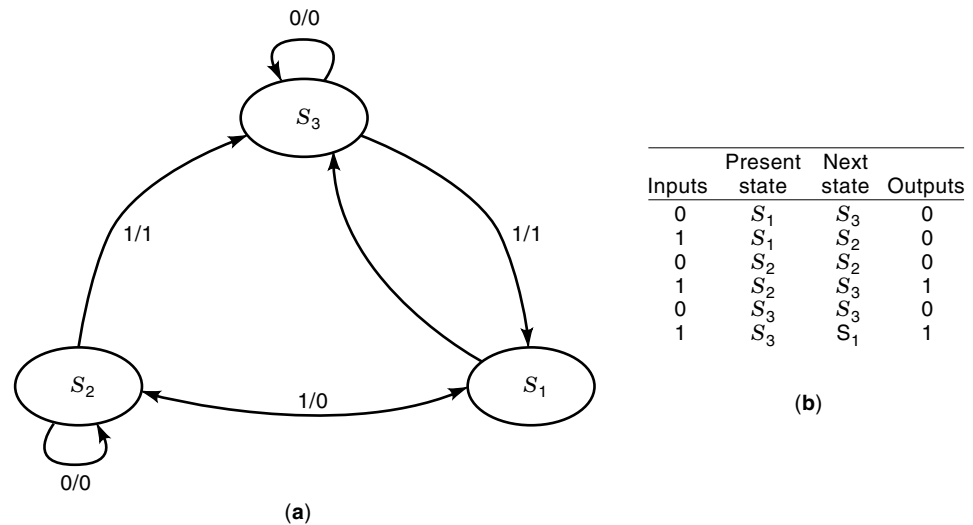 0/0
S3
1/1
1/1
S2
1/0
S1
0/0
(a)
Inputs Present state Next state Outputs
0 S1 S3 0
1 S1 S2 0
0 S2 S2 0
1 S2 S3 1
0 S3 S3 0
1 S3 S1 1
(b)